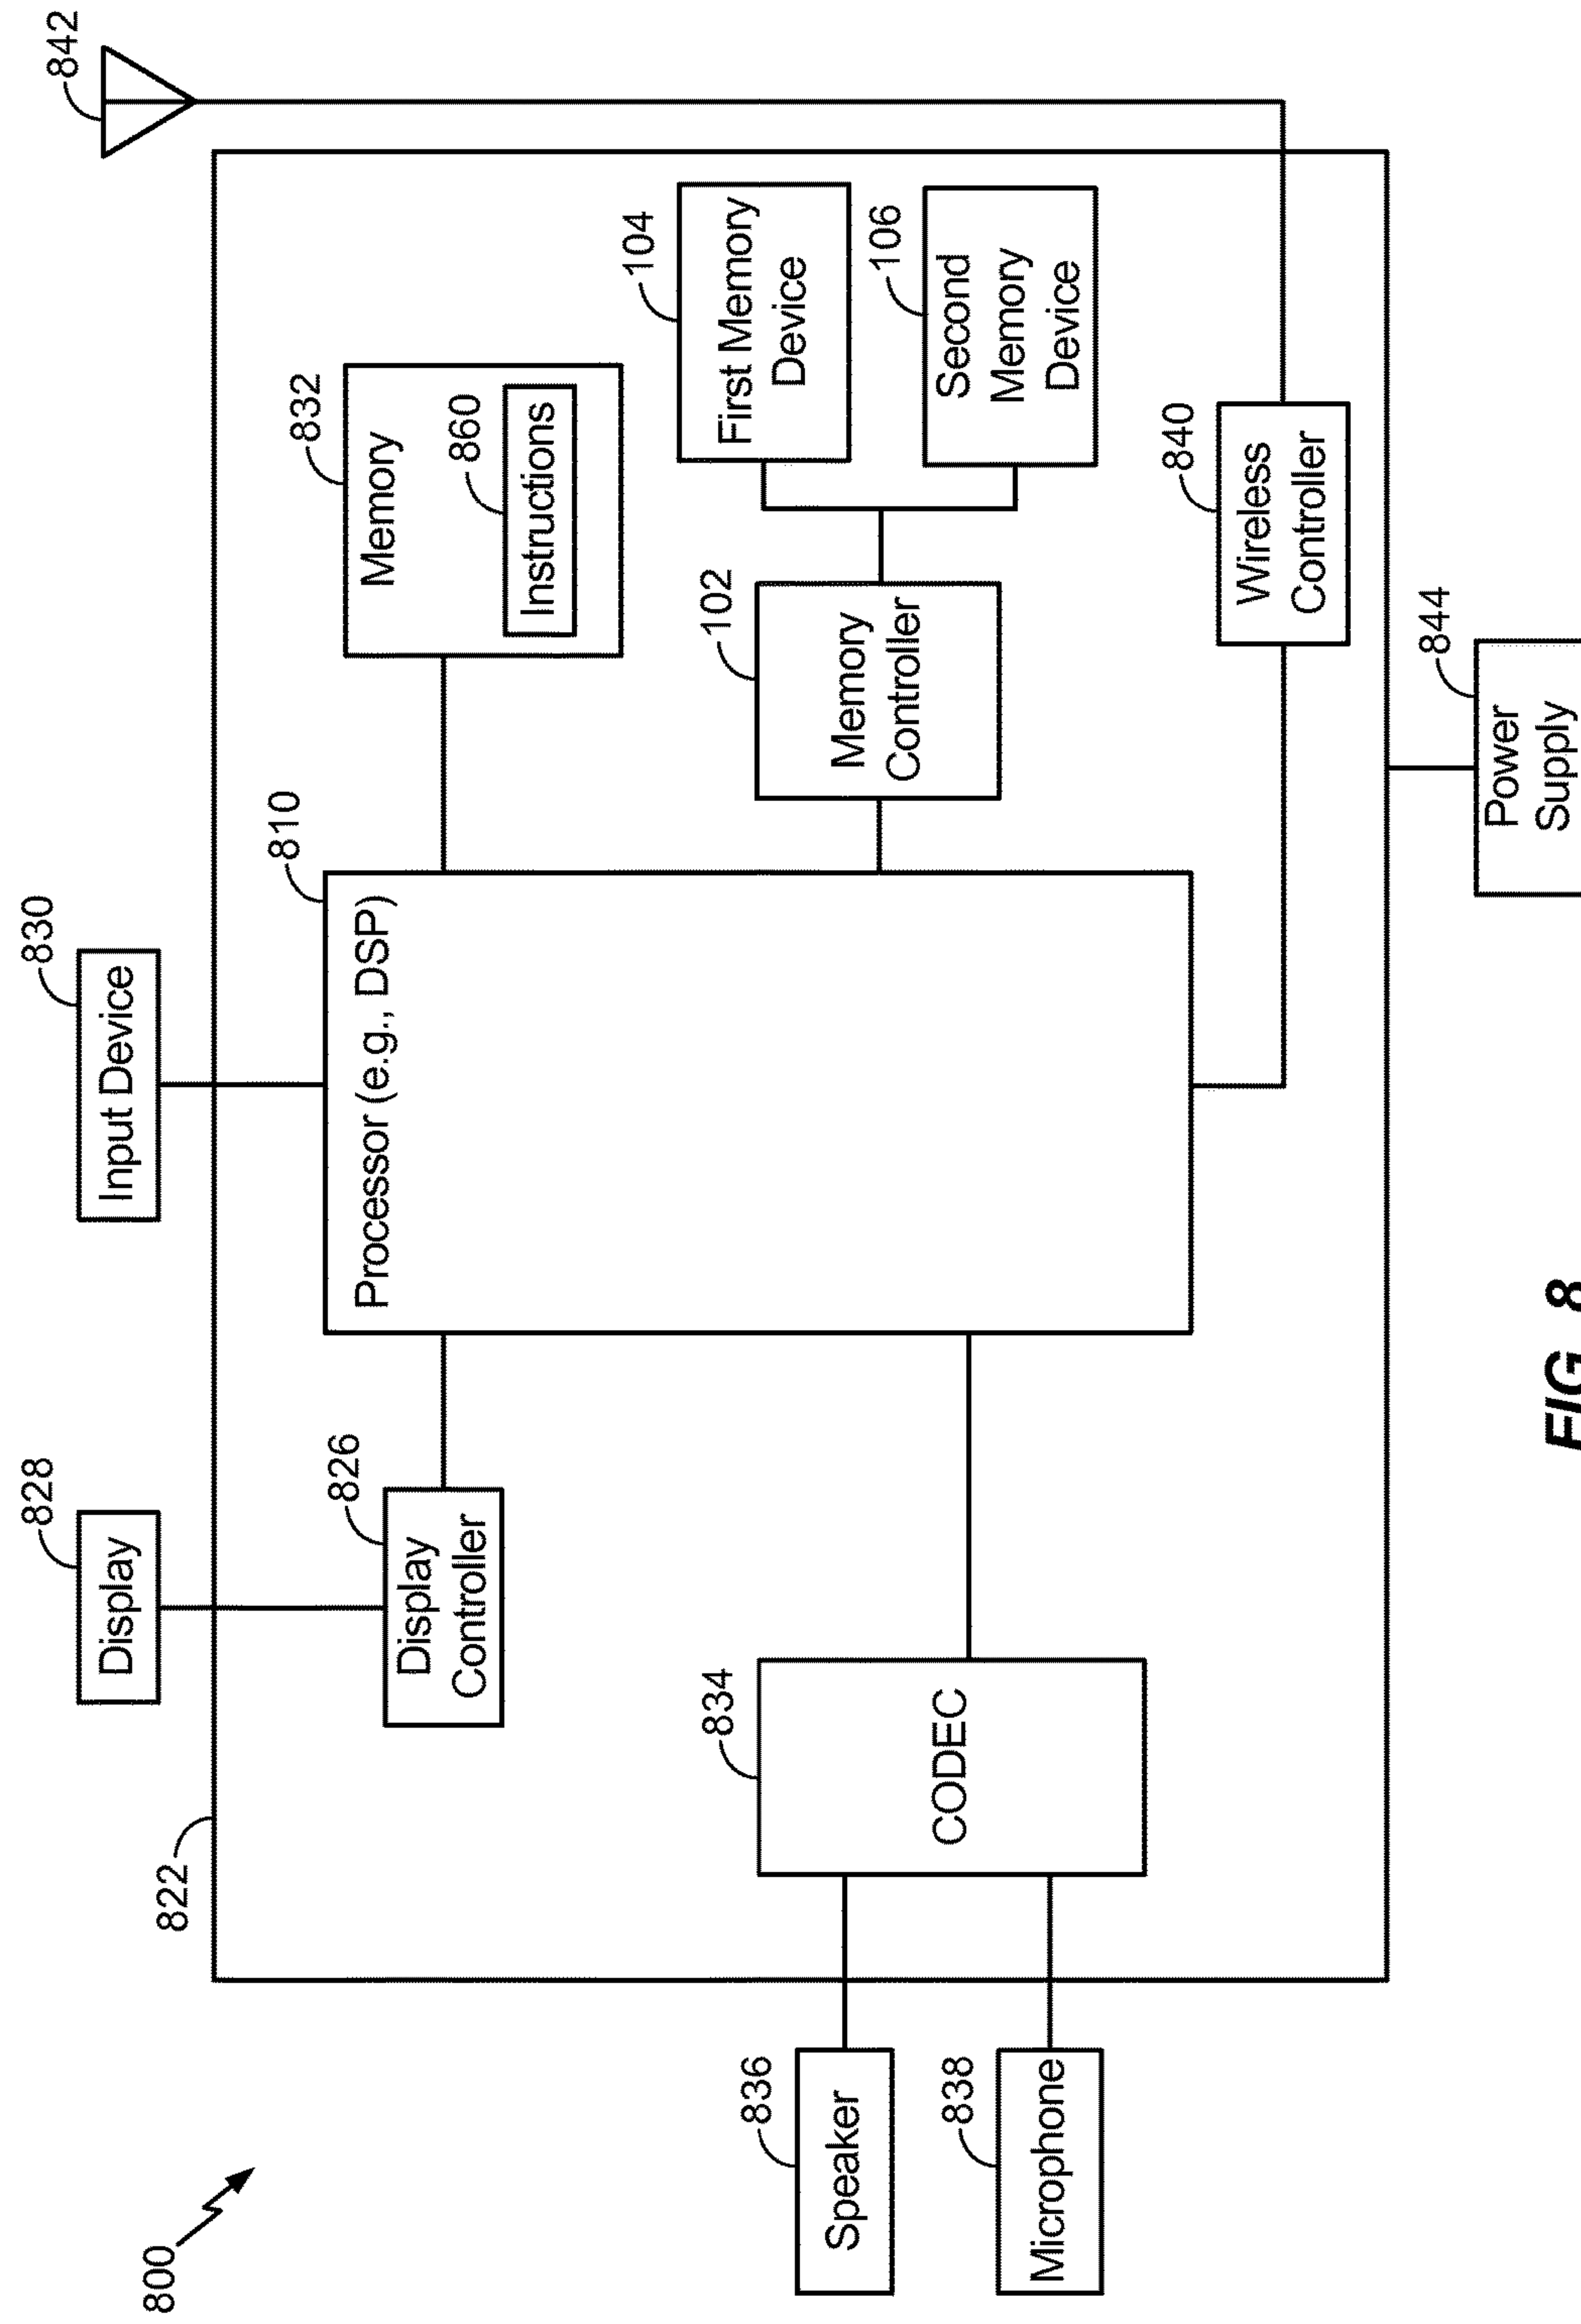 800
822
828
Display
830
Input Device
842
826
Display
Controller
810
Processor (e.g., DSP)
832
Memory
860
Instructions
104
First Memory
Device
102
Memory
Controller
106
Second
Memory
Device
834
CODEC
836
Speaker
838
Microphone
840
Wireless
Controller
844
Power
Supply
FIG. 8